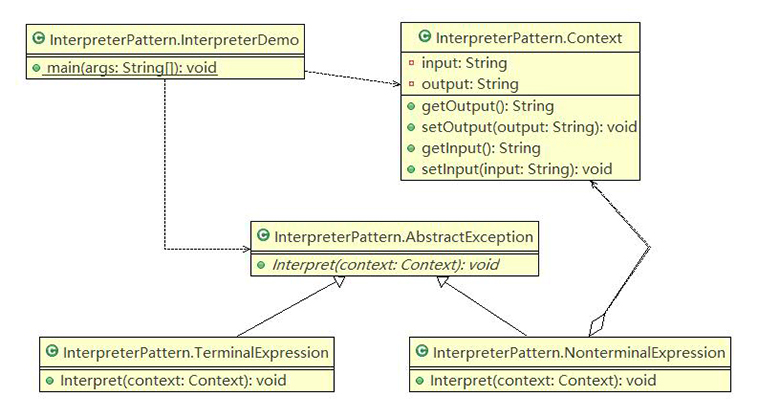 InterpreterPattern.InterpreterDemo
main(args: String[]): void
InterpreterPattern.Context
input: String
output: String
getOutput(): String
setOutput(output: String): void
getInput(): String
setInput(input: String): void
InterpreterPattern.AbstractException
Interpret(context: Context): void
InterpreterPattern.TerminalExpression
Interpret(context: Context): void
InterpreterPattern.NonterminalExpression
Interpret(context: Context): void